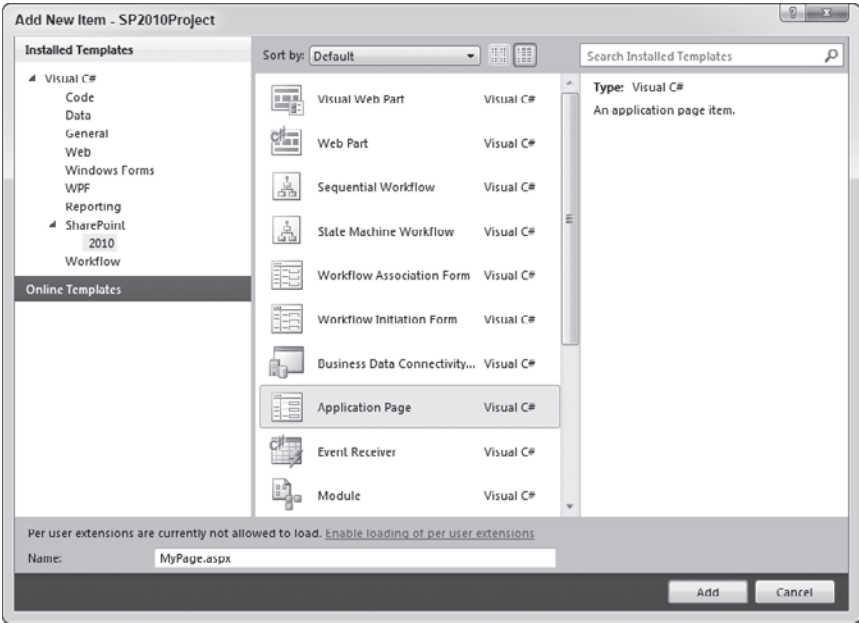 Add New Item - SP2010Project
Installed Templates
Visual C#
Code
Data
General
Web
Windows Forms
WPF
Reporting
SharePoint
2010
Workflow
Online Templates
Sort by: Default
Visual Web Part Visual C#
Web Part Visual C#
Sequential Workflow Visual C#
State Machine Workflow Visual C#
Workflow Association Form Visual C#
Workflow Initiation Form Visual C#
Business Data Connectivity... Visual C#
Application Page Visual C#
Event Receiver Visual C#
Module Visual C#
Search Installed Templates
Type: Visual C#
An application page item.
Per user extensions are currently not allowed to load. Enable loading of per user extensions
Name: MyPage.aspx
Add Cancel